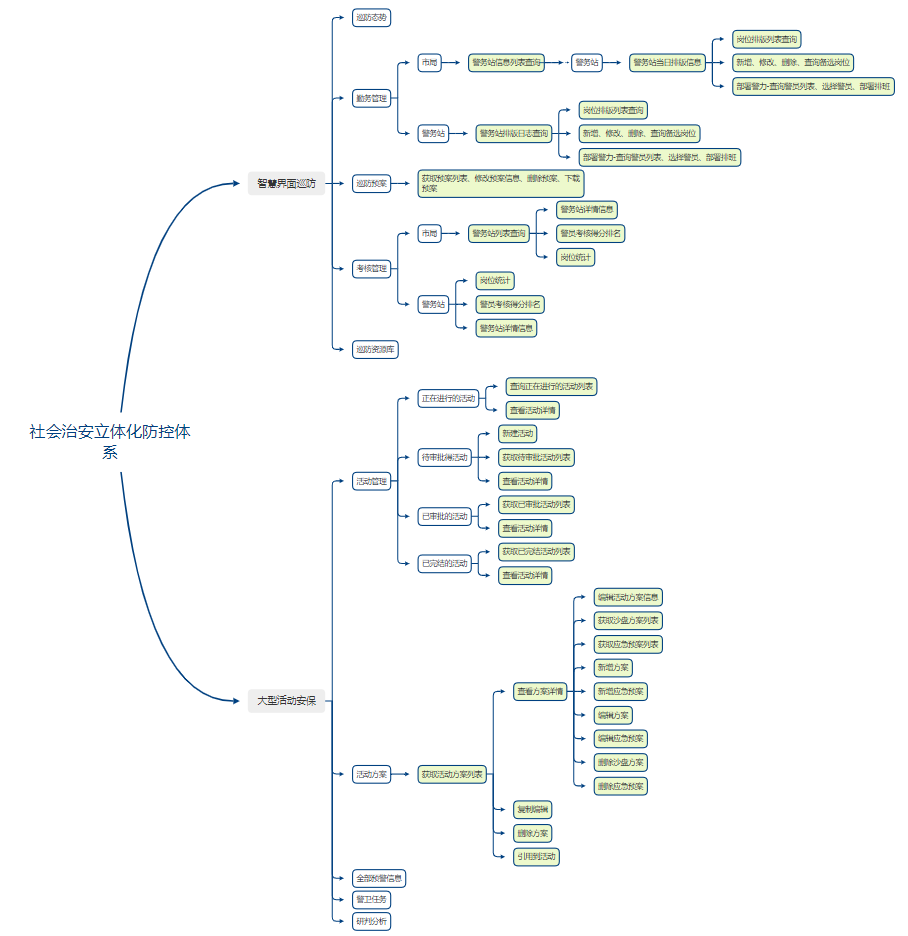 社会治安立体化防控体
系
智慧界面巡防
巡防态势
勤务管理
市局
警务站信息列表查询
警务站
警务站当日排版信息
岗位排版列表查询
新增、修改、删除、查询备选岗位
部署警力-查询警员列表、选择警员、部署排班
警务站
警务站排版日志查询
岗位排版列表查询
新增、修改、删除、查询备选岗位
部署警力-查询警员列表、选择警员、部署排班
巡防预案
获取预案列表、修改预案信息、删除预案、下载
预案
考核管理
市局
警务站列表查询
警务站详情信息
警员考核得分排名
岗位统计
警务站
岗位统计
警员考核得分排名
警务站详情信息
巡防资源库
大型活动安保
活动管理
正在进行的活动
查询正在进行的活动列表
查看活动详情
待审批得活动
新建活动
获取待审批活动列表
查看活动详情
已审批的活动
获取已审批活动列表
查看活动详情
已完结的活动
获取已完结活动列表
查看活动详情
活动方案
获取活动方案列表
查看方案详情
编辑活动方案信息
获取沙盘方案列表
获取应急预案列表
新增方案
新增应急预案
编辑方案
编辑应急预案
删除沙盘方案
删除应急预案
复制编辑
删除方案
引用到活动
全部预警信息
警卫任务
研判分析